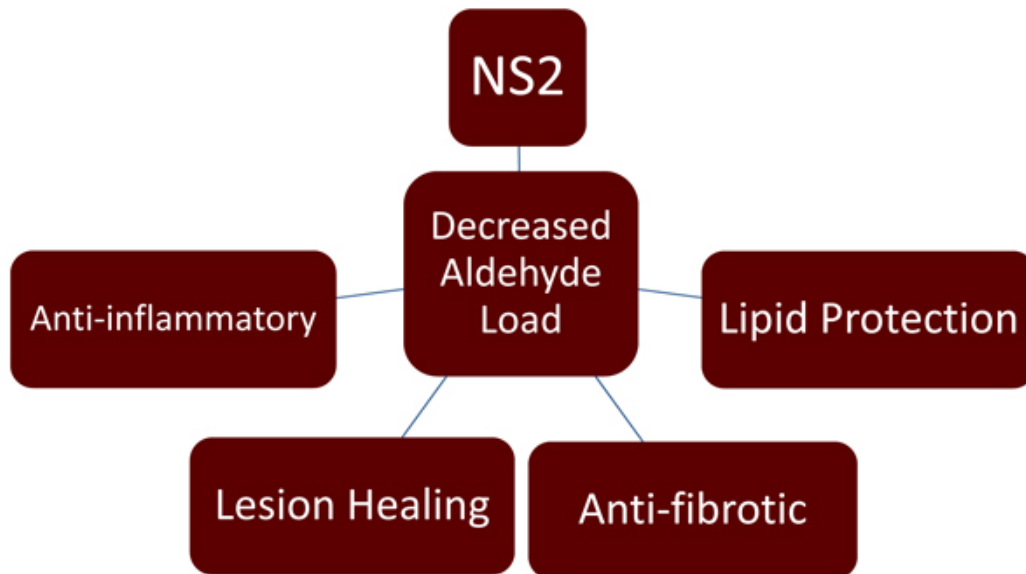 NS2
Decreased
Aldehyde
Load
Anti-inflammatory
Lipid Protection
Lesion Healing
Anti-fibrotic